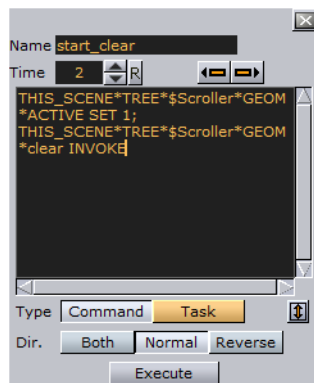 Name start_clear
Time 2 R
THIS_SCENE*TREE*$Scroller*GEOM
*ACTIVE SET 1;
THIS_SCENE*TREE*$Scroller*GEOM
*clear INVOKE
Type Command Task
Dir. Both Normal Reverse
Execute